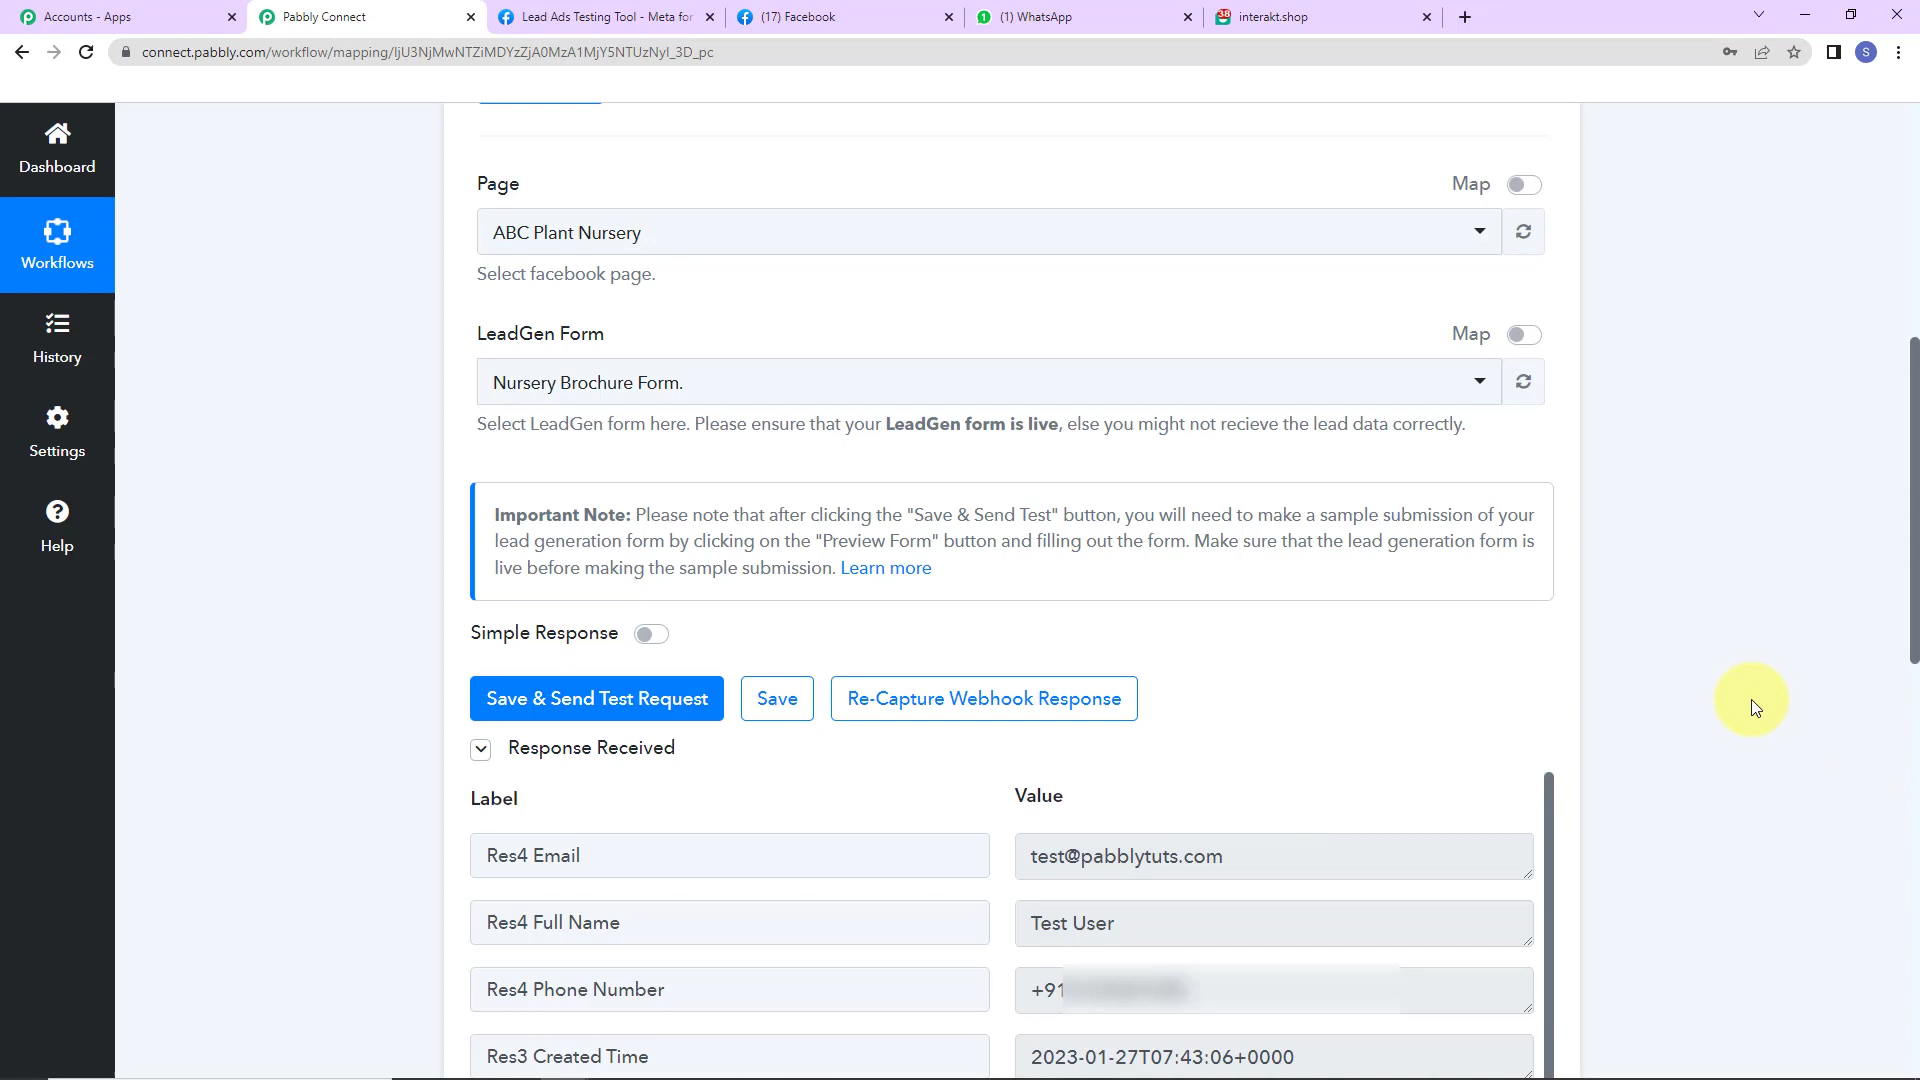 Accounts - Apps
Pabbly Connect
Lead Ads Testing Tool - Meta for
(17) Facebook
1 (1) WhatsApp
38 interakt.shop
connect.pabbly.com/workflow/mapping/IjU3NjMwNTZiMDYzZjA0MzA1MjY5NTUzNyI_3D_pc
S
Dashboard
Workflows
History
Settings
Help
Page
Map
ABC Plant Nursery
Select facebook page.
LeadGen Form
Map
Nursery Brochure Form.
Select LeadGen form here. Please ensure that your LeadGen form is live, else you might not recieve the lead data correctly.
Important Note: Please note that after clicking the "Save & Send Test" button, you will need to make a sample submission of your
lead generation form by clicking on the "Preview Form" button and filling out the form. Make sure that the lead generation form is
live before making the sample submission. Learn more
Simple Response
Save & Send Test Request
Save
Re-Capture Webhook Response
Response Received
Label
Value
Res4 Email
test@pabblytuts.com
Res4 Full Name
Test User
Res4 Phone Number
+91
Res3 Created Time
2023-01-27T07:43:06+0000